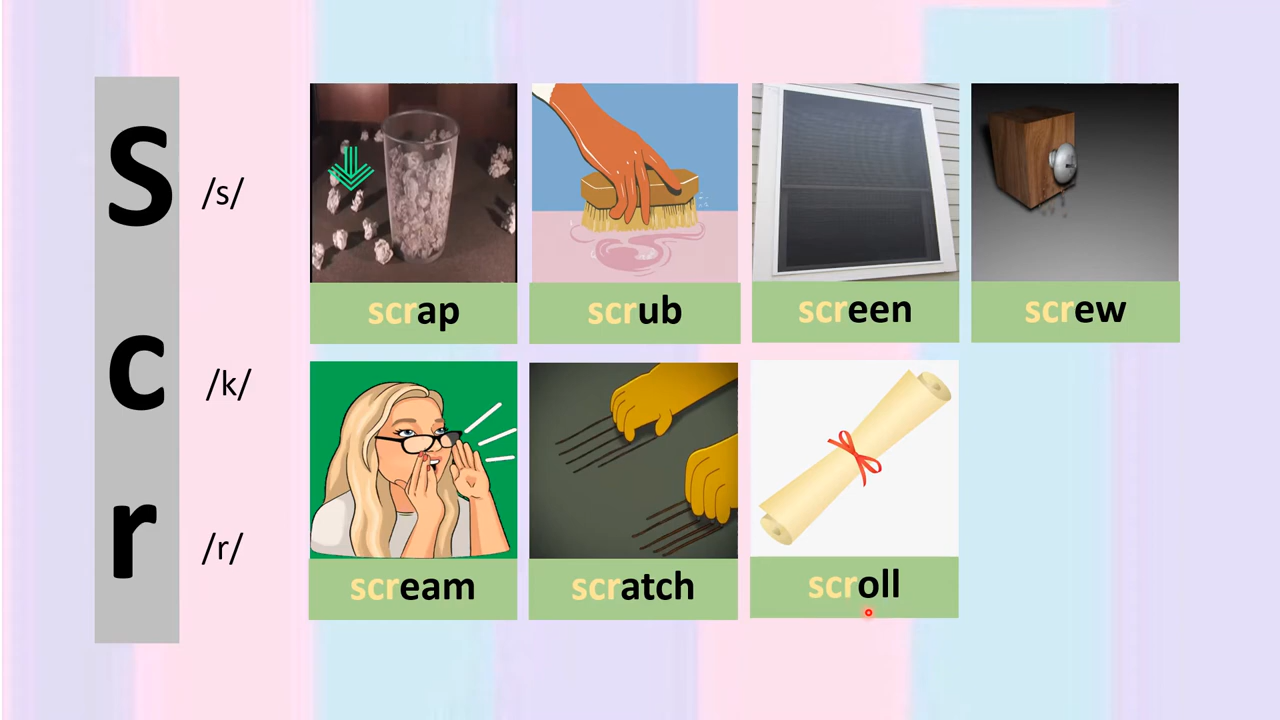 S
/s/
c
/k/
r
/r/
scrap
scrub
screen
screw
scream
scratch
scroll